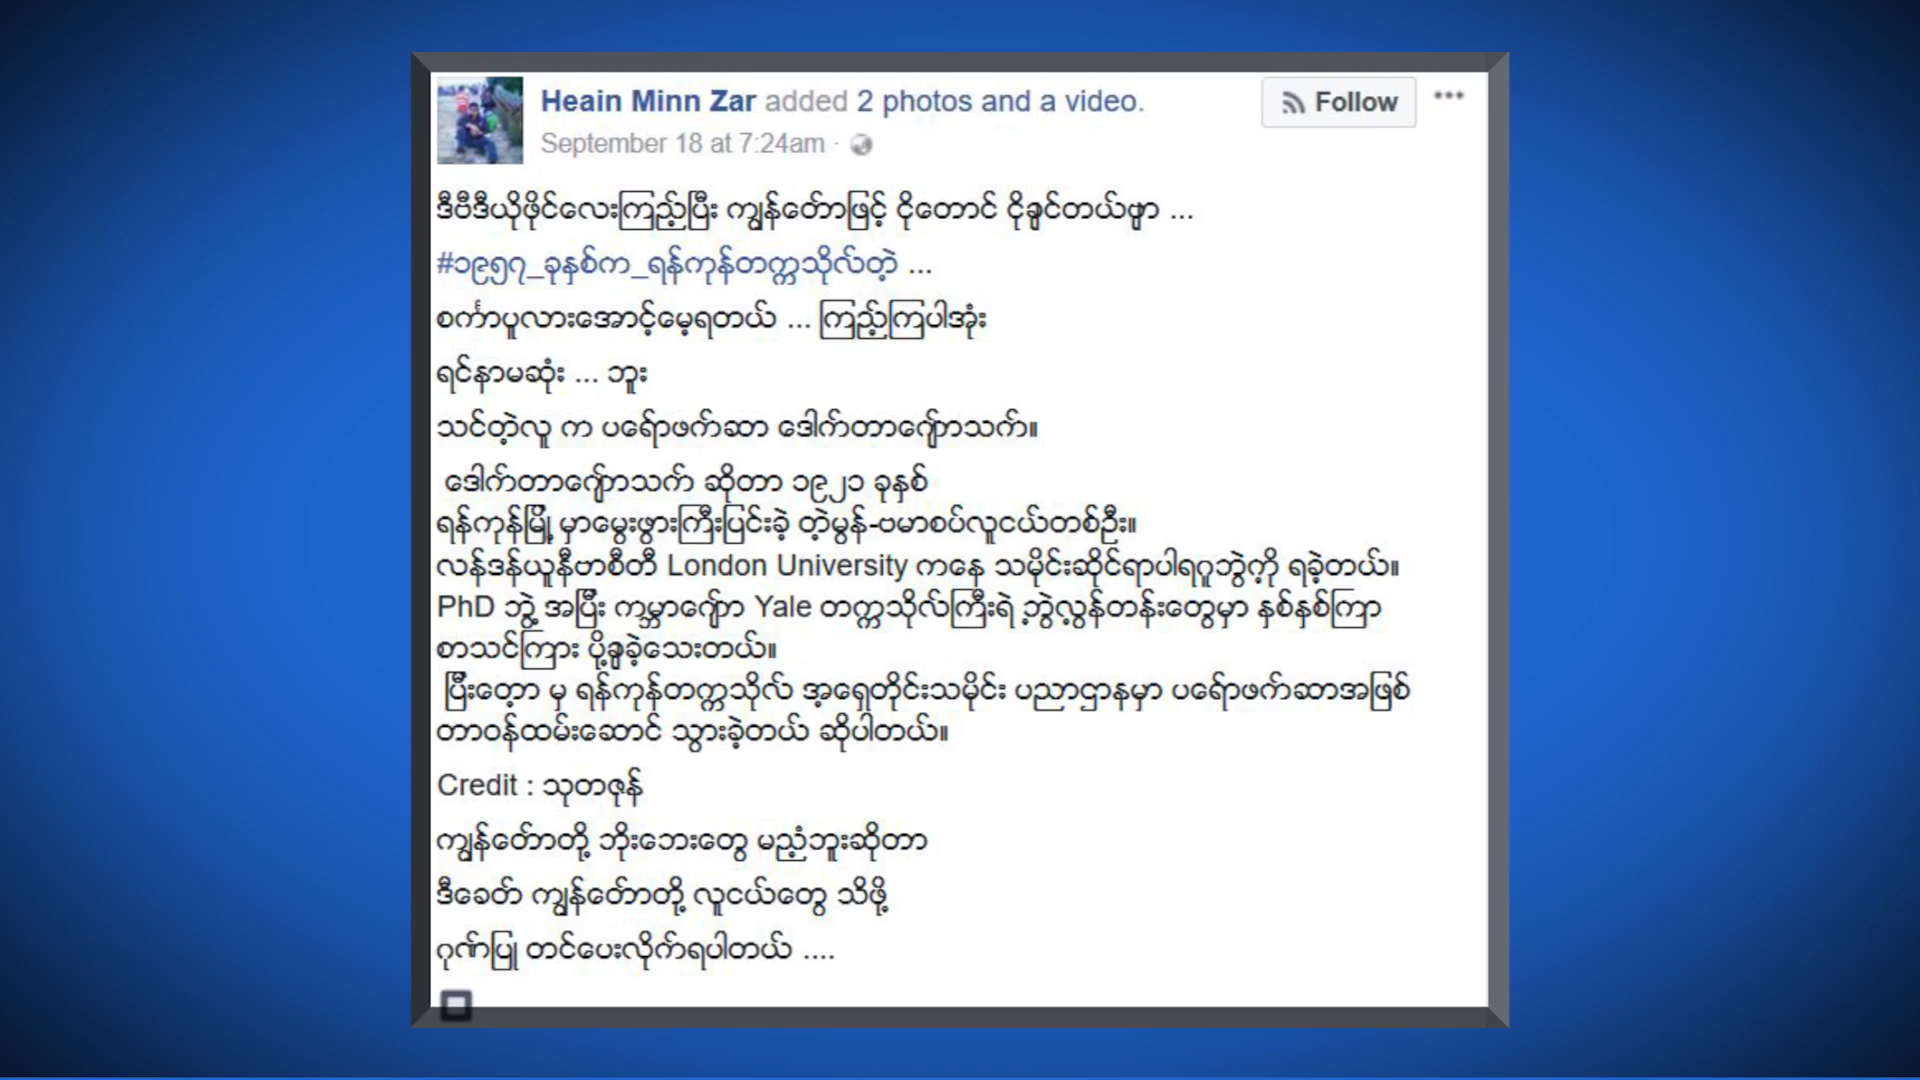 Heain Minn Zar added 2 photos and a video.
Follow
September 18 at 7:24am ·
ဒီဗီဒီယိုဖိုင်လေးကြည့်ပြီး ကျွန်တော်ဖြင့် ငိုတောင် ငိုချင်တယ်ဗျာ ...
#၁၉၅၇_ခုနှစ်က_ရန်ကုန်တက္ကသိုလ်တဲ့ ...
စင်္ကာပူလားအောင့်မေ့ရတယ် ... ကြည့်ကြပါအုံး
ရင်နာမဆုံး ... ဘူး
သင်တဲ့လူ က ပရော်ဖက်ဆာ ဒေါက်တာကျော်သက်။
ဒေါက်တာကျော်သက် ဆိုတာ ၁၉၂၁ ခုနှစ်
ရန်ကုန်မြို့ မှာမွေးဖွားကြီးပြင်းခဲ့ တဲ့မွန်-ဗမာစပ်လူငယ်တစ်ဦး။
လန်ဒန်ယူနီဗာစီတီ London University ကနေ သမိုင်းဆိုင်ရာပါရဂူဘွဲ့ကို ရခဲ့တယ်။
PhD ဘွဲ့ အပြီး ကမ္ဘာကျော် Yale တက္ကသိုလ်ကြီးရဲ့ ဘွဲ့လွန်တန်းတွေမှာ နှစ်နှစ်ကြာ
စာသင်ကြား ပို့ချခဲ့သေးတယ်။
ပြီးတော့ မှ ရန်ကုန်တက္ကသိုလ် အရှေ့တိုင်းသမိုင်း ပညာဌာနမှာ ပရော်ဖက်ဆာအဖြစ်
တာဝန်ထမ်းဆောင် သွားခဲ့တယ် ဆိုပါတယ်။
Credit : သုတဇုန်
ကျွန်တော်တို့ ဘိုးဘေးတွေ မညံ့ဘူးဆိုတာ
ဒီခေတ် ကျွန်တော်တို့ လူငယ်တွေ သိဖို့
ဂုဏ်ပြု တင်ပေးလိုက်ရပါတယ် ....